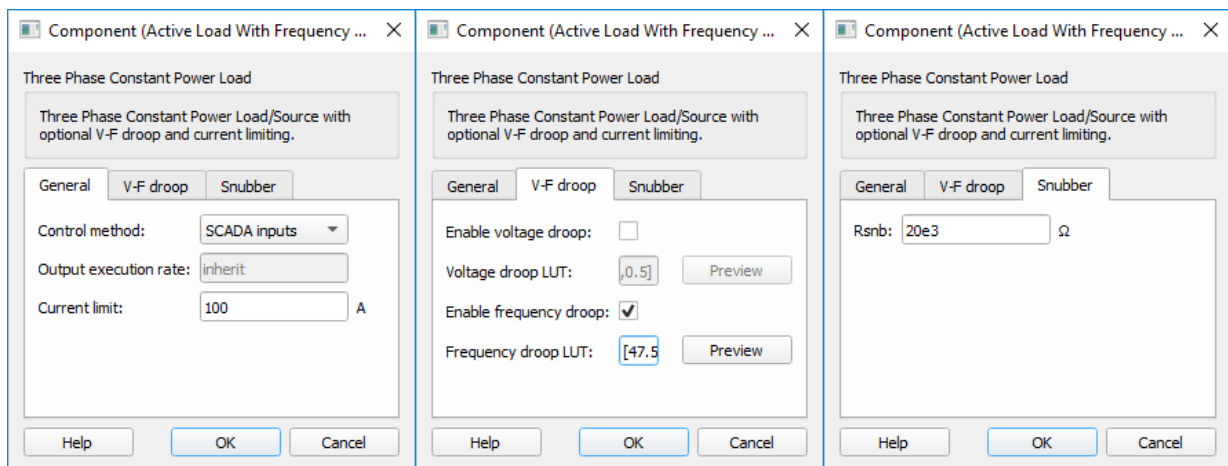 Component (Active Load With Frequency ...
Three Phase Constant Power Load
Three Phase Constant Power Load/Source with
optional V-F droop and current limiting.
General V-F droop Snubber
Control method: SCADA inputs
Output execution rate: inherit
Current limit: 100 A
Help OK Cancel
Component (Active Load With Frequency ...
Three Phase Constant Power Load
Three Phase Constant Power Load/Source with
optional V-F droop and current limiting.
General V-F droop Snubber
Enable voltage droop:
Voltage droop LUT: ,0.5] Preview
Enable frequency droop:
Frequency droop LUT: [47.5 Preview
Help OK Cancel
Component (Active Load With Frequency ...
Three Phase Constant Power Load
Three Phase Constant Power Load/Source with
optional V-F droop and current limiting.
General V-F droop Snubber
Rsnb: 20e3 Ω
Help OK Cancel